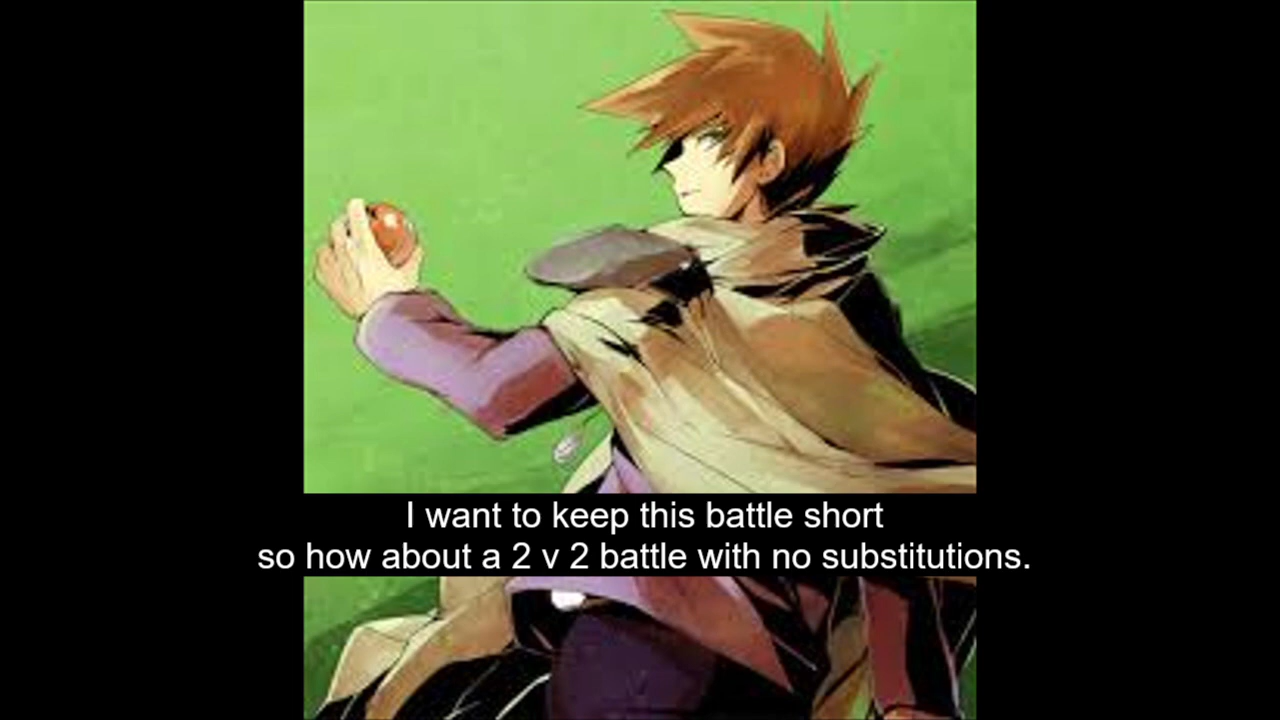 I want to keep this battle short
so how about a 2 v 2 battle with no substitutions.